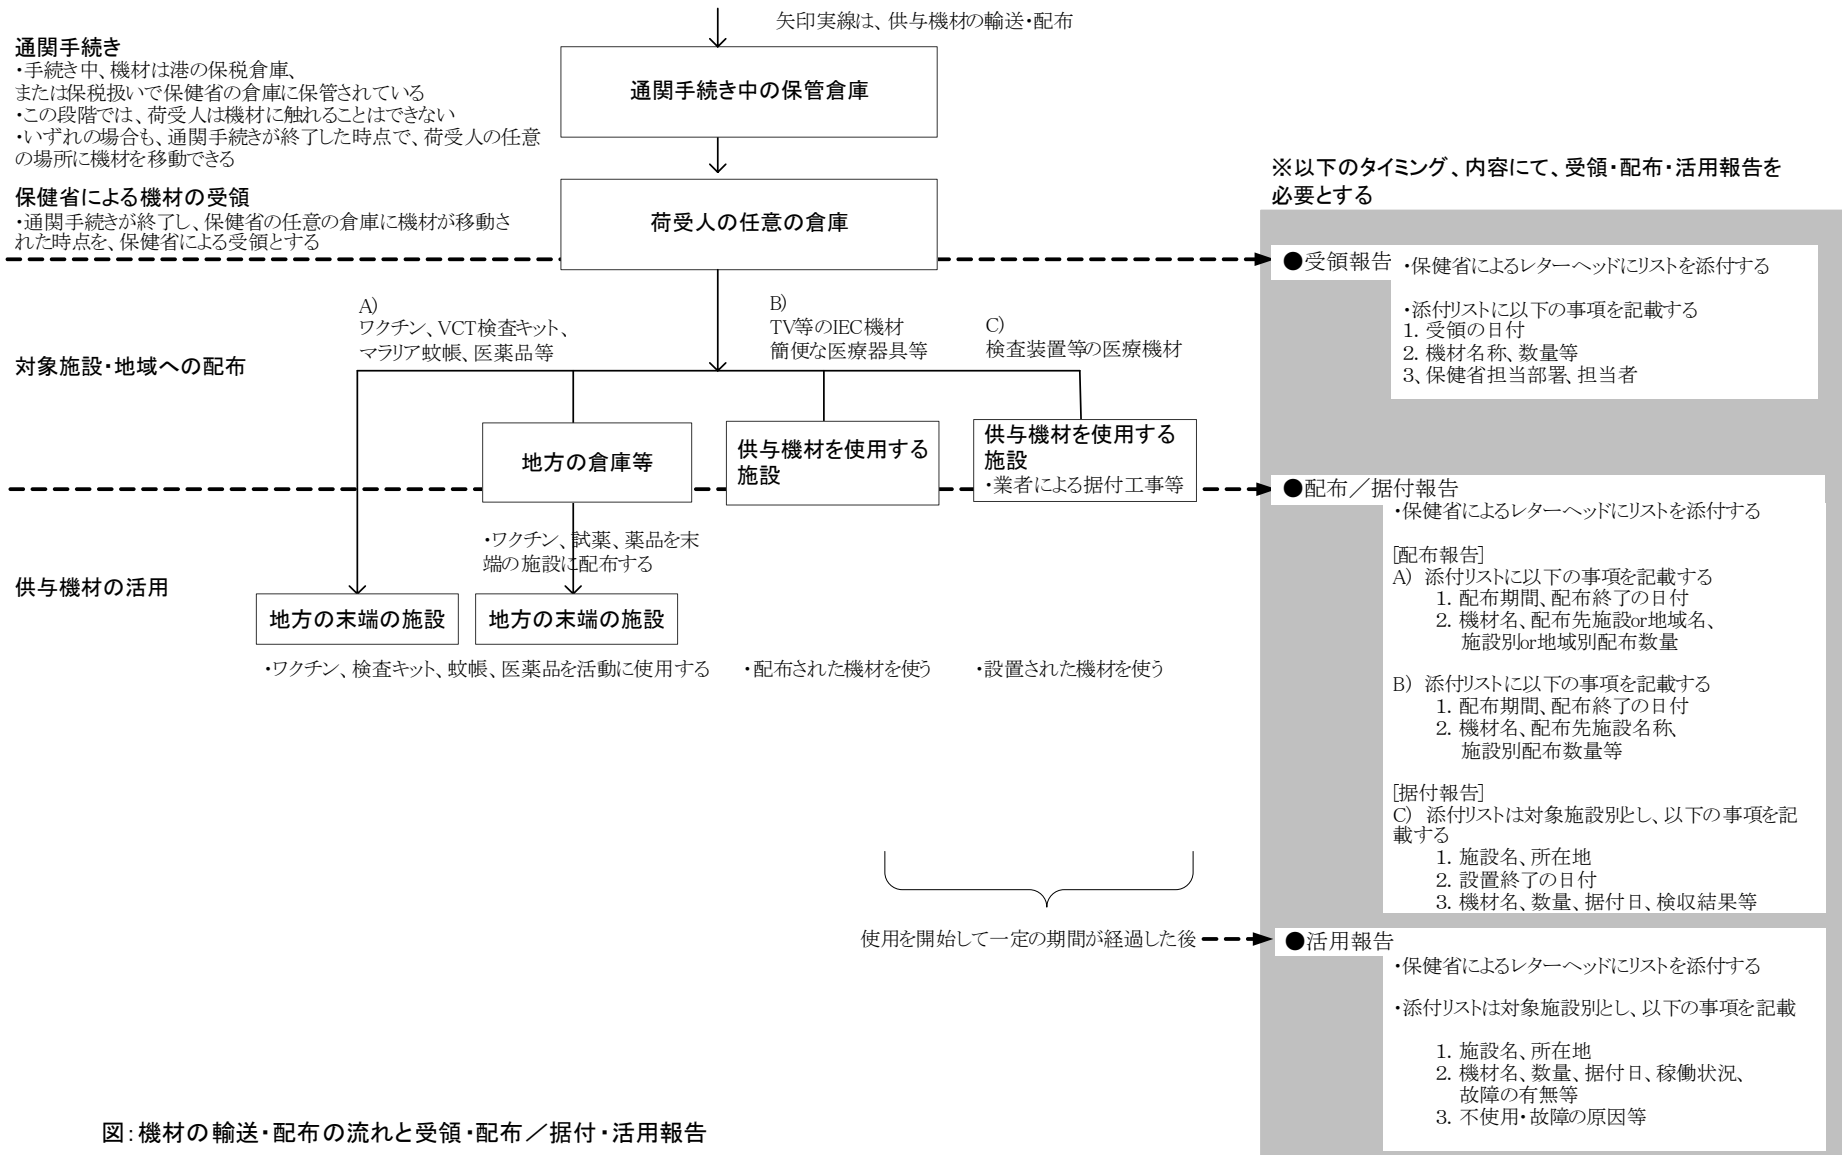 矢印実線は、供与機材の輸送・配布
通関手続き
・手続き中、機材は港の保税倉庫、
または保税扱いで保健省の倉庫に保管されている
・この段階では、荷受人は機材に触れることはできない
・いずれの場合も、通関手続きが終了した時点で、荷受人の任意
の場所に機材を移動できる
通関手続き中の保管倉庫
保健省による機材の受領
・通関手続きが終了し、保健省の任意の倉庫に機材が移動さ
れた時点を、保健省による受領とする
荷受人の任意の倉庫
A)
ワクチン、VCT検査キット、
マラリア蚊帳、医薬品等
B)
TV等のIEC機材
簡便な医療器具等
C)
検査装置等の医療機材
対象施設・地域への配布
地方の倉庫等
供与機材を使用する
施設
供与機材を使用する
施設
・業者による据付工事等
・ワクチン、試薬、薬品を末
端の施設に配布する
供与機材の活用
地方の末端の施設
地方の末端の施設
・ワクチン、検査キット、蚊帳、医薬品を活動に使用する
・配布された機材を使う
・設置された機材を使う
使用を開始して一定の期間が経過した後
※以下のタイミング、内容にて、受領・配布・活用報告を
必要とする
●受領報告
・保健省によるレターヘッドにリストを添付する
・添付リストに以下の事項を記載する
1. 受領の日付
2. 機材名称、数量等
3、保健省担当部署、担当者
●配布／据付報告
・保健省によるレターヘッドにリストを添付する
[配布報告]
A) 添付リストに以下の事項を記載する
1. 配布期間、配布終了の日付
2. 機材名、配布先施設or地域名、
施設別or地域別配布数量
B) 添付リストに以下の事項を記載する
1. 配布期間、配布終了の日付
2. 機材名、配布先施設名称、
施設別配布数量等
[据付報告]
C) 添付リストは対象施設別とし、以下の事項を記
載する
1. 施設名、所在地
2. 設置終了の日付
3. 機材名、数量、据付日、検収結果等
●活用報告
・保健省によるレターヘッドにリストを添付する
・添付リストは対象施設別とし、以下の事項を記載
1. 施設名、所在地
2. 機材名、数量、据付日、稼働状況、
故障の有無等
3. 不使用・故障の原因等
図：機材の輸送・配布の流れと受領・配布／据付・活用報告